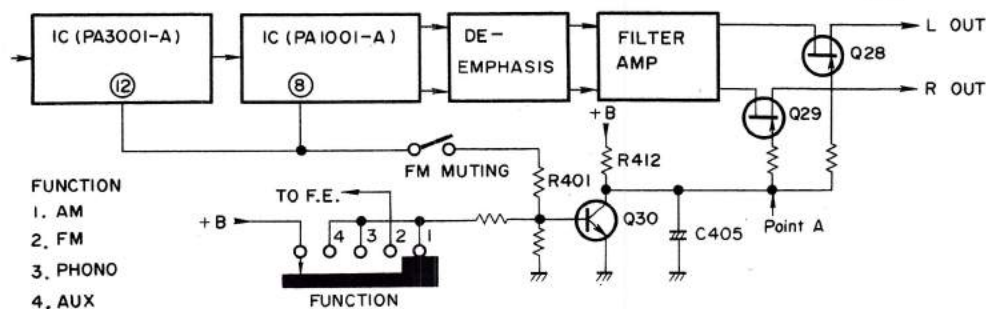 IC (PA3001-A)
12
IC (PA1001-A)
8
DE-
EMPHASIS
FILTER
AMP
L OUT
Q28
R OUT
Q29
+B
R412
FM MUTING
R401
Q30
C405
Point A
TO F.E.
+B
4 3 2 1
FUNCTION
FUNCTION
1. AM
2. FM
3. PHONO
4. AUX